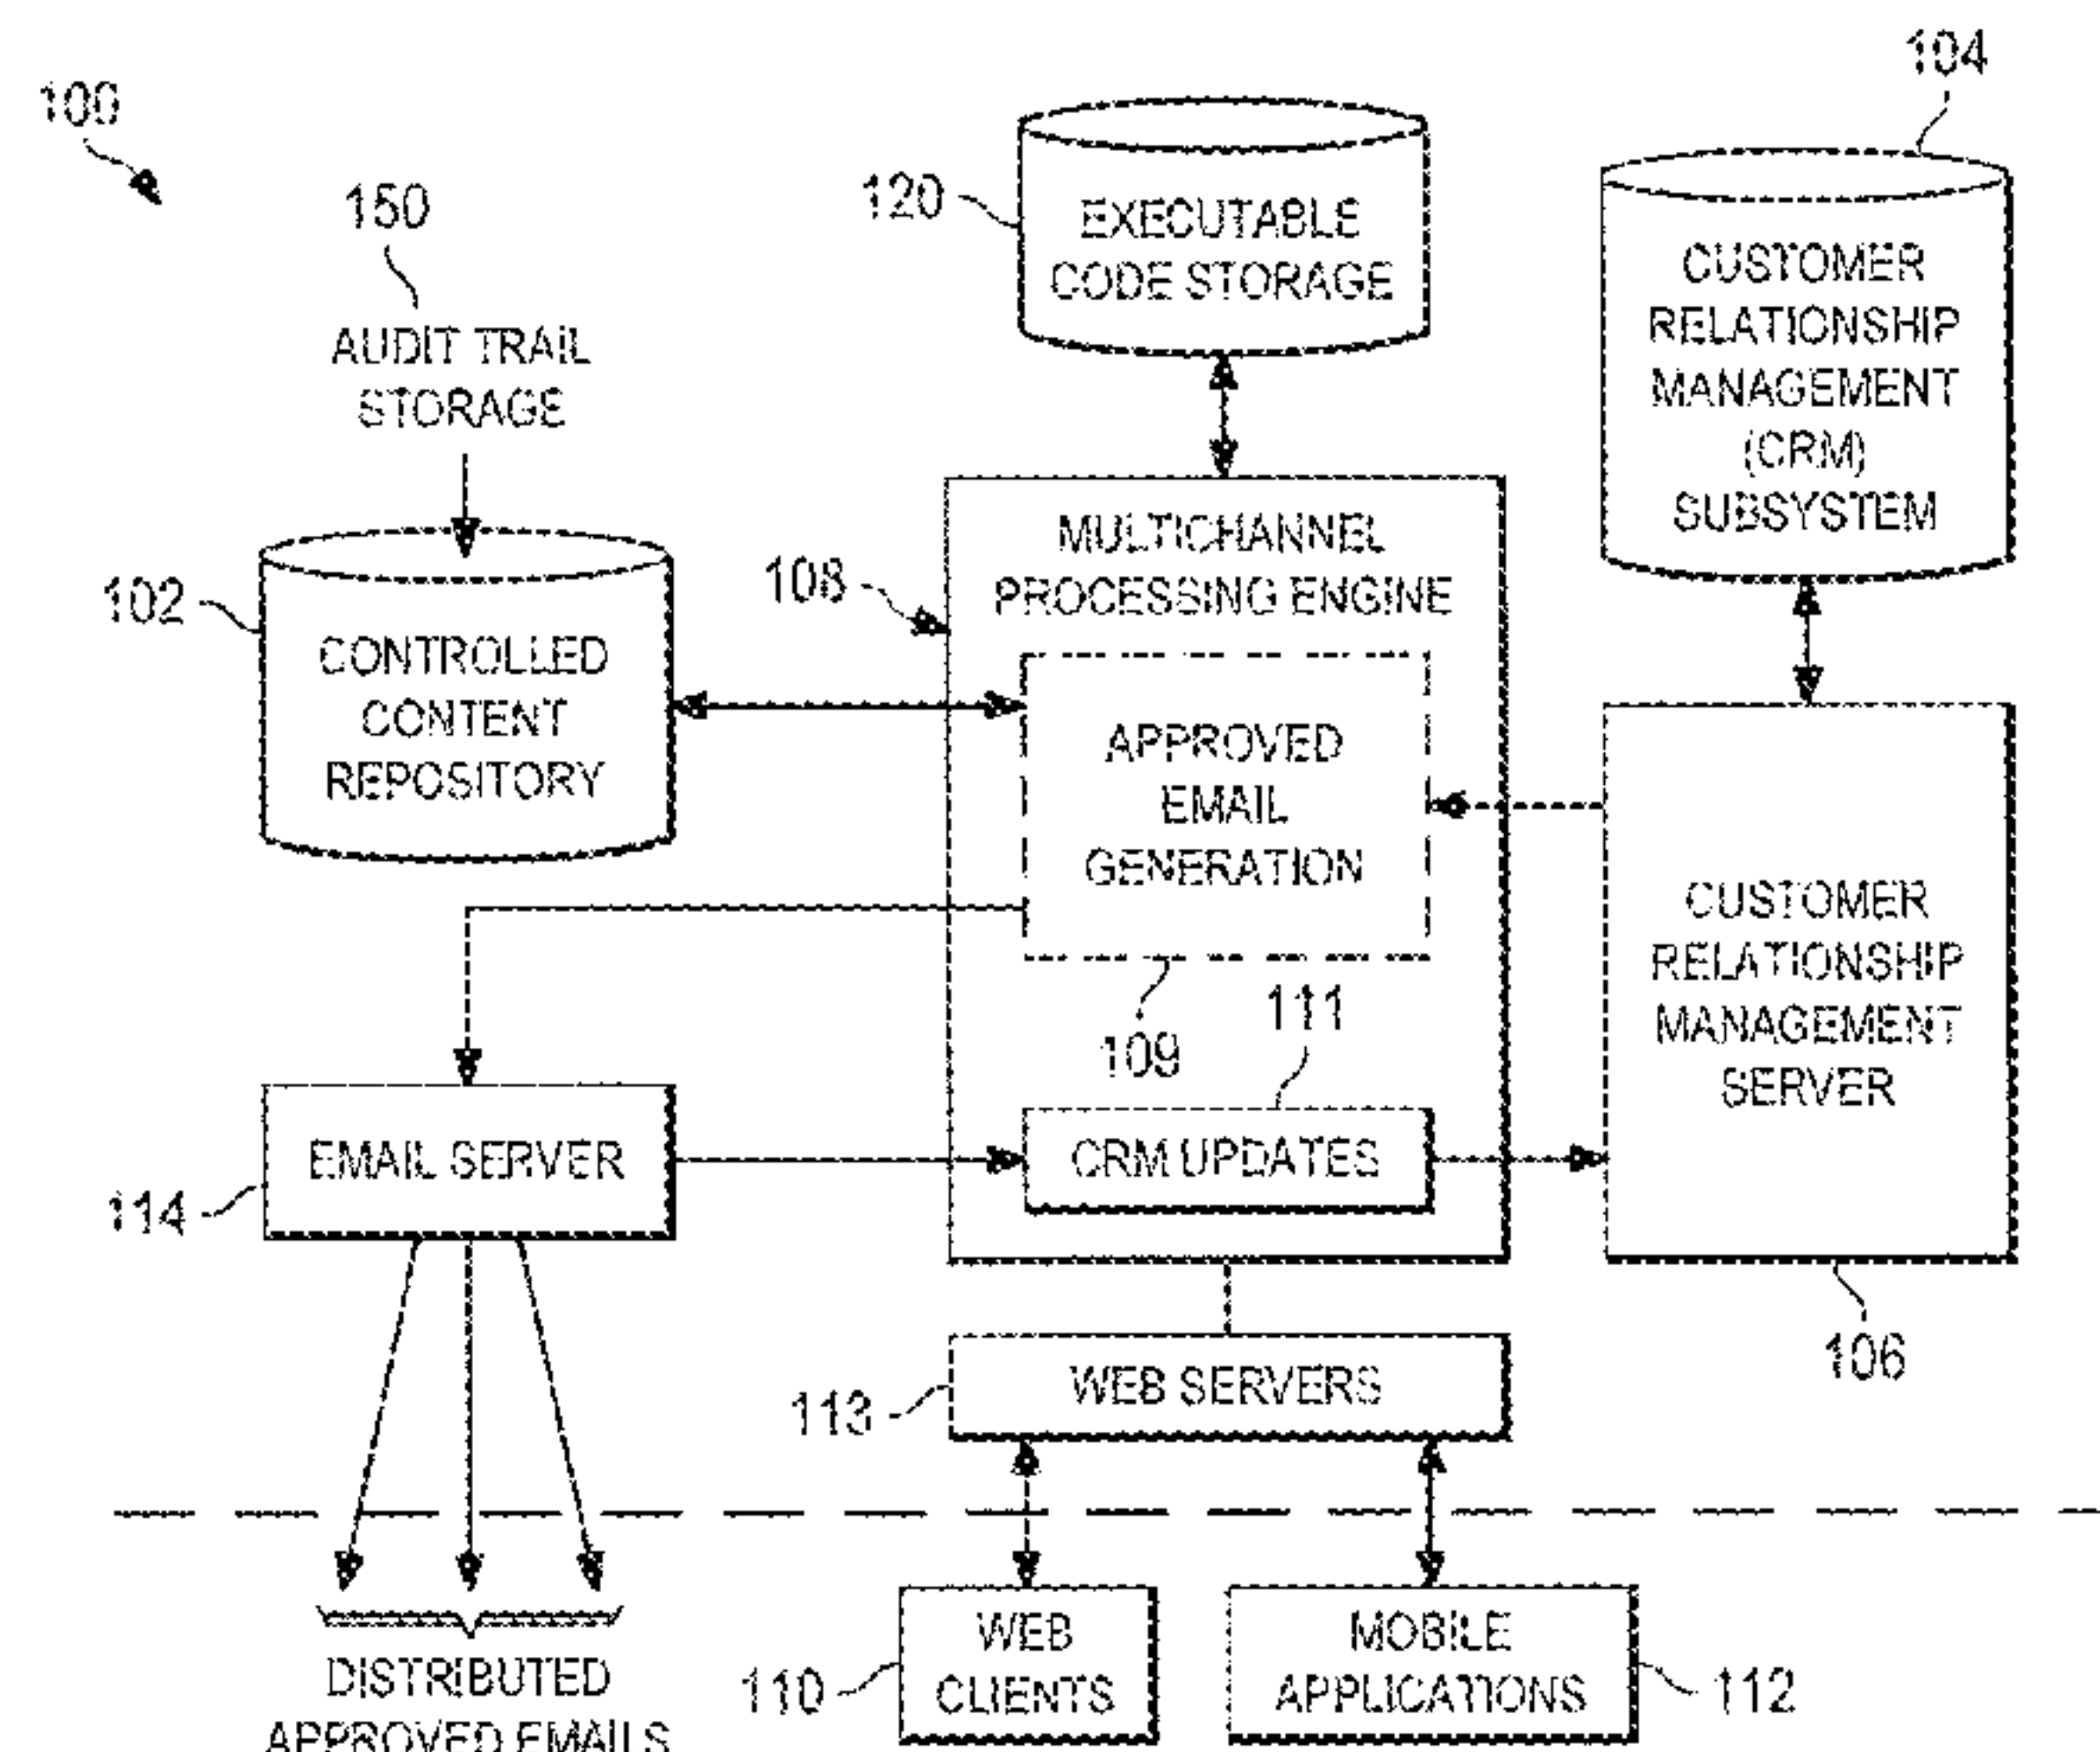 104
100
150
120
EXECUTABLE
CODE STORAGE
CUSTOMER
RELATIONSHIP
MANAGEMENT
(CRM)
SUBSYSTEM
AUDIT TRAIL
STORAGE
102
CONTROLLED
CONTENT
REPOSITORY
108
MULTICHANNEL
PROCESSING ENGINE
APPROVED
EMAIL
GENERATION
109
111
CRM UPDATES
CUSTOMER
RELATIONSHIP
MANAGEMENT
SERVER
106
EMAIL SERVER
114
WEB SERVERS
113
WEB
CLIENTS
110
MOBILE
APPLICATIONS
112
DISTRIBUTED
APPROVED EMAILS